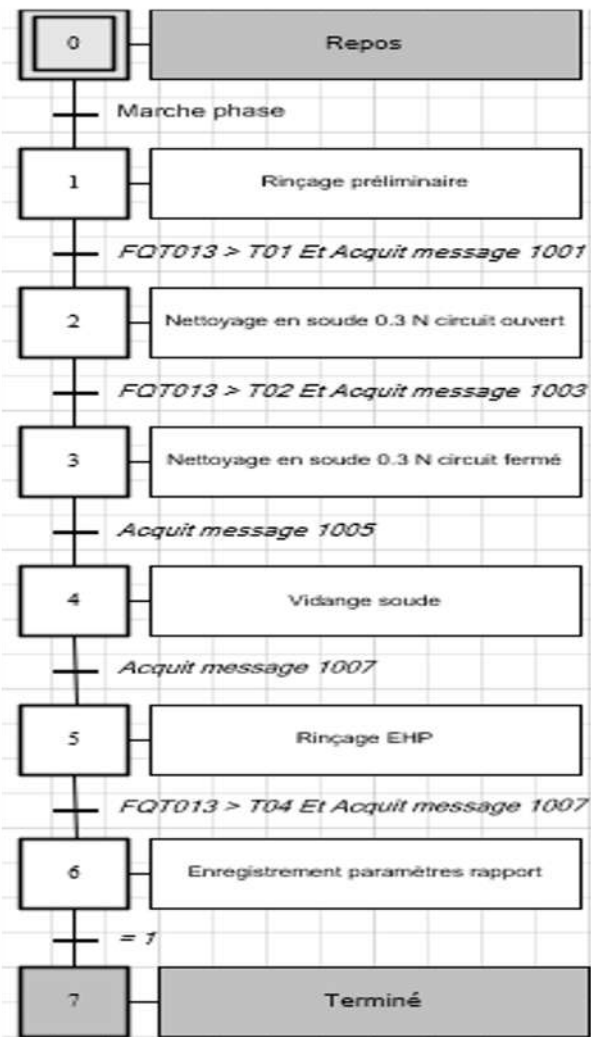 0 Repos
Marche phase
1 Rinçage préliminaire
FQT013 > T01 Et Acquit message 1001
2 Nettoyage en soude 0.3 N circuit ouvert
FQT013 > T02 Et Acquit message 1003
3 Nettoyage en soude 0.3 N circuit fermé
Acquit message 1005
4 Vidange soude
Acquit message 1007
5 Rinçage EHP
FQT013 > T04 Et Acquit message 1007
6 Enregistrement paramètres rapport
= 1
7 Terminé